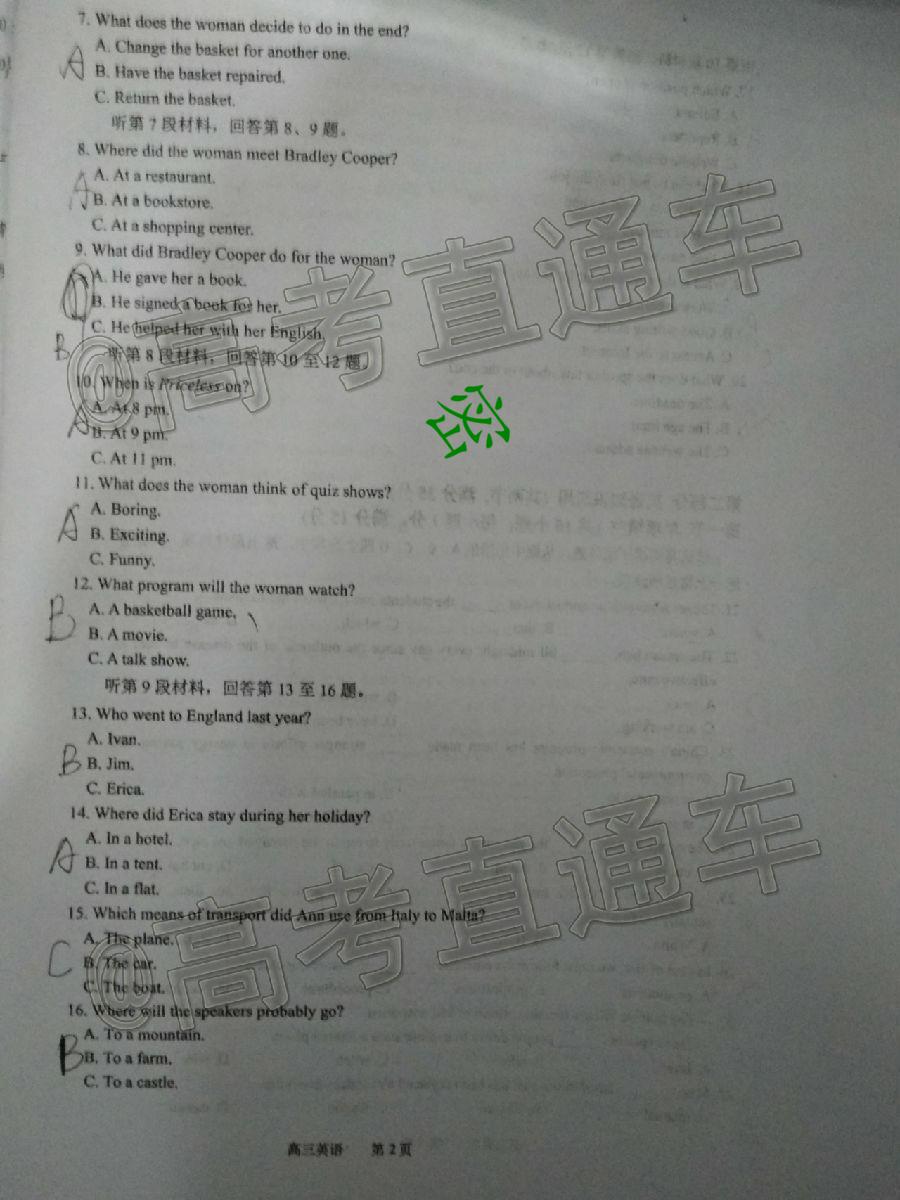 7. What does the woman decide to do in the end?
A. Change the basket for another one.
A
B. Have the basket repaired.
C. Return the basket.
听第 7 段材料，回答第 8、9 题。
8. Where did the woman meet Bradley Cooper?
A. At a restaurant.
A
B. At a bookstore.
C. At a shopping center.
9. What did Bradley Cooper do for the woman?
A. He gave her a book.
B. He signed a book for her.
C. He helped her with her English.
B
听第 8 段材料，回答第 10 至 12 题。
10. When is Priceless on?
A. At 8 pm.
A
B. At 9 pm.
C. At 11 pm.
11. What does the woman think of quiz shows?
A. Boring.
A
B. Exciting.
C. Funny.
12. What program will the woman watch?
A. A basketball game.
B
B. A movie.
C. A talk show.
听第 9 段材料，回答第 13 至 16 题。
13. Who went to England last year?
A. Ivan.
B
B. Jim.
C. Erica.
14. Where did Erica stay during her holiday?
A. In a hotel.
A
B. In a tent.
C. In a flat.
15. Which means of transport did Ann use from Italy to Malta?
A. The plane.
C
B. The car.
C. The boat.
16. Where will the speakers probably go?
A. To a mountain.
B
B. To a farm.
C. To a castle.
高三英语 第 2 页
@高考直通车
密
@高考直通车